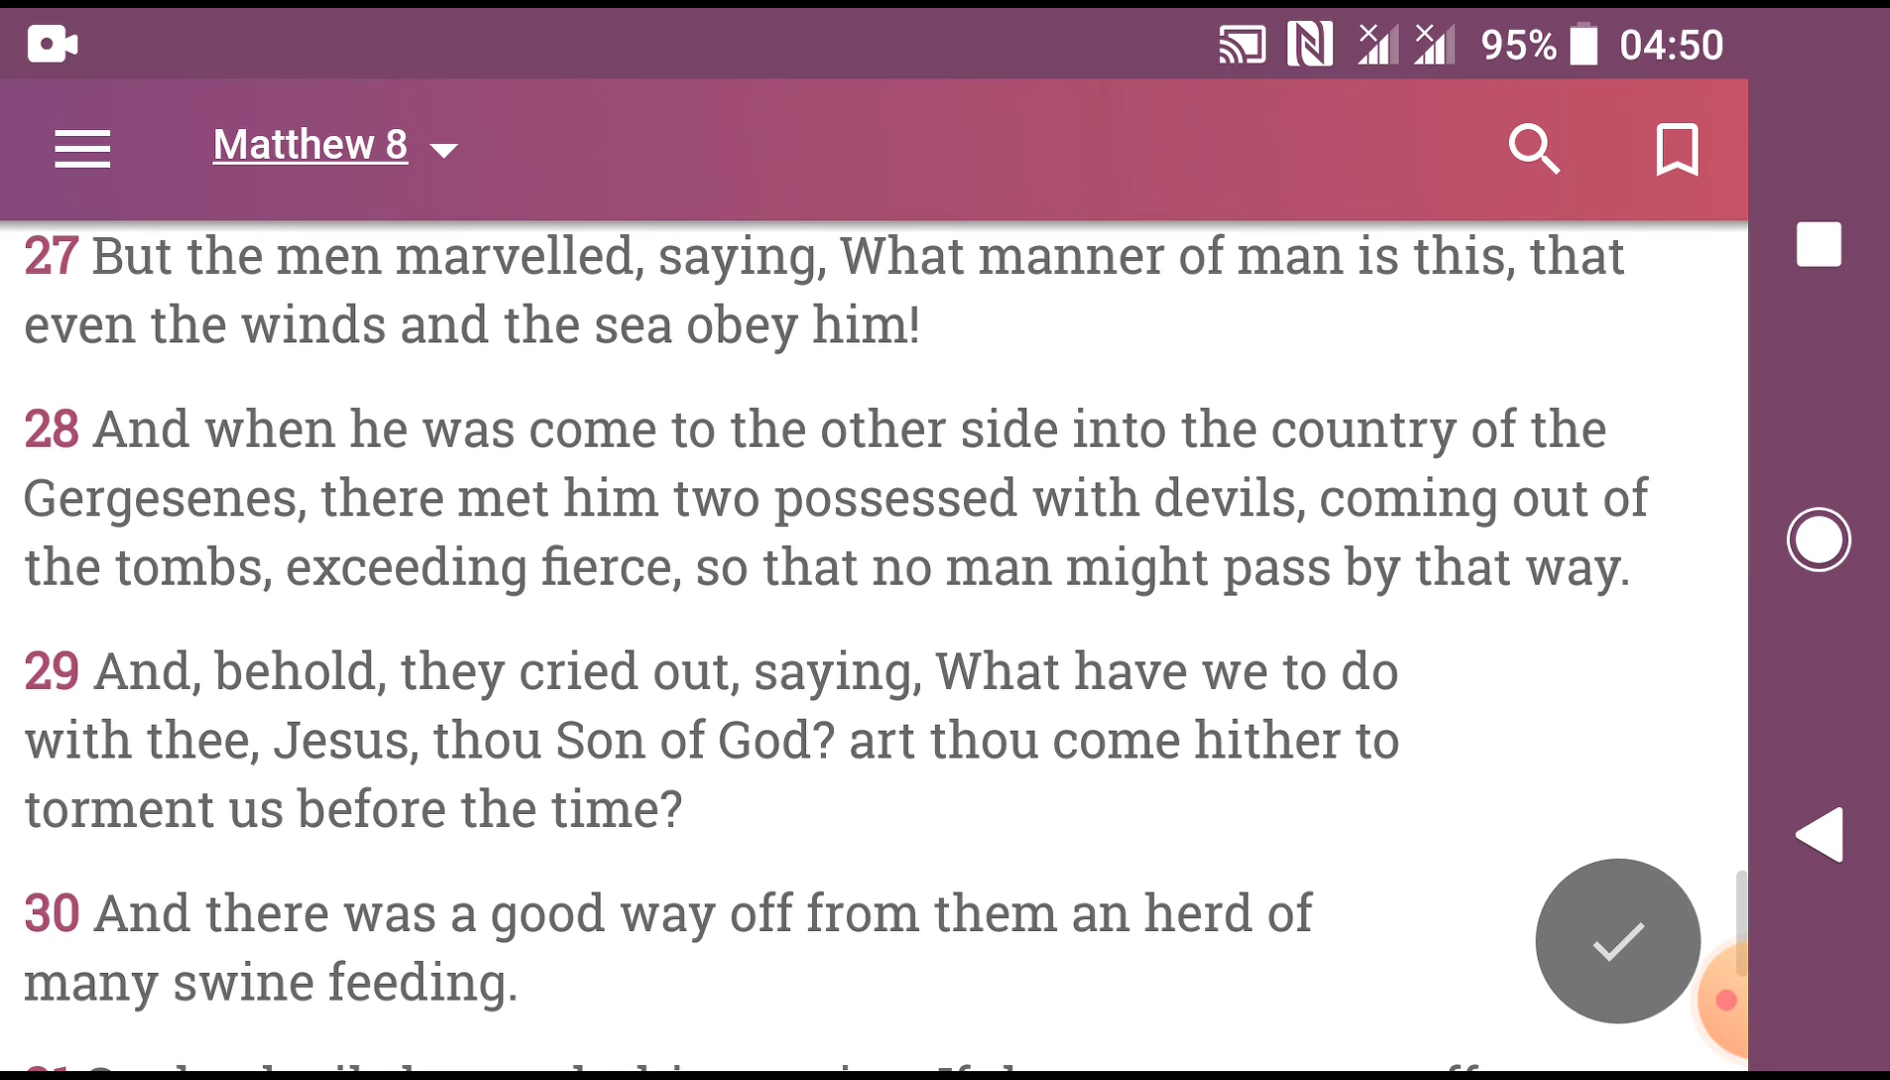 95% 04:50
Matthew 8
27 But the men marvelled, saying, What manner of man is this, that
even the winds and the sea obey him!
28 And when he was come to the other side into the country of the
Gergesenes, there met him two possessed with devils, coming out of
the tombs, exceeding fierce, so that no man might pass by that way.
29 And, behold, they cried out, saying, What have we to do
with thee, Jesus, thou Son of God? art thou come hither to
torment us before the time?
30 And there was a good way off from them an herd of
many swine feeding.